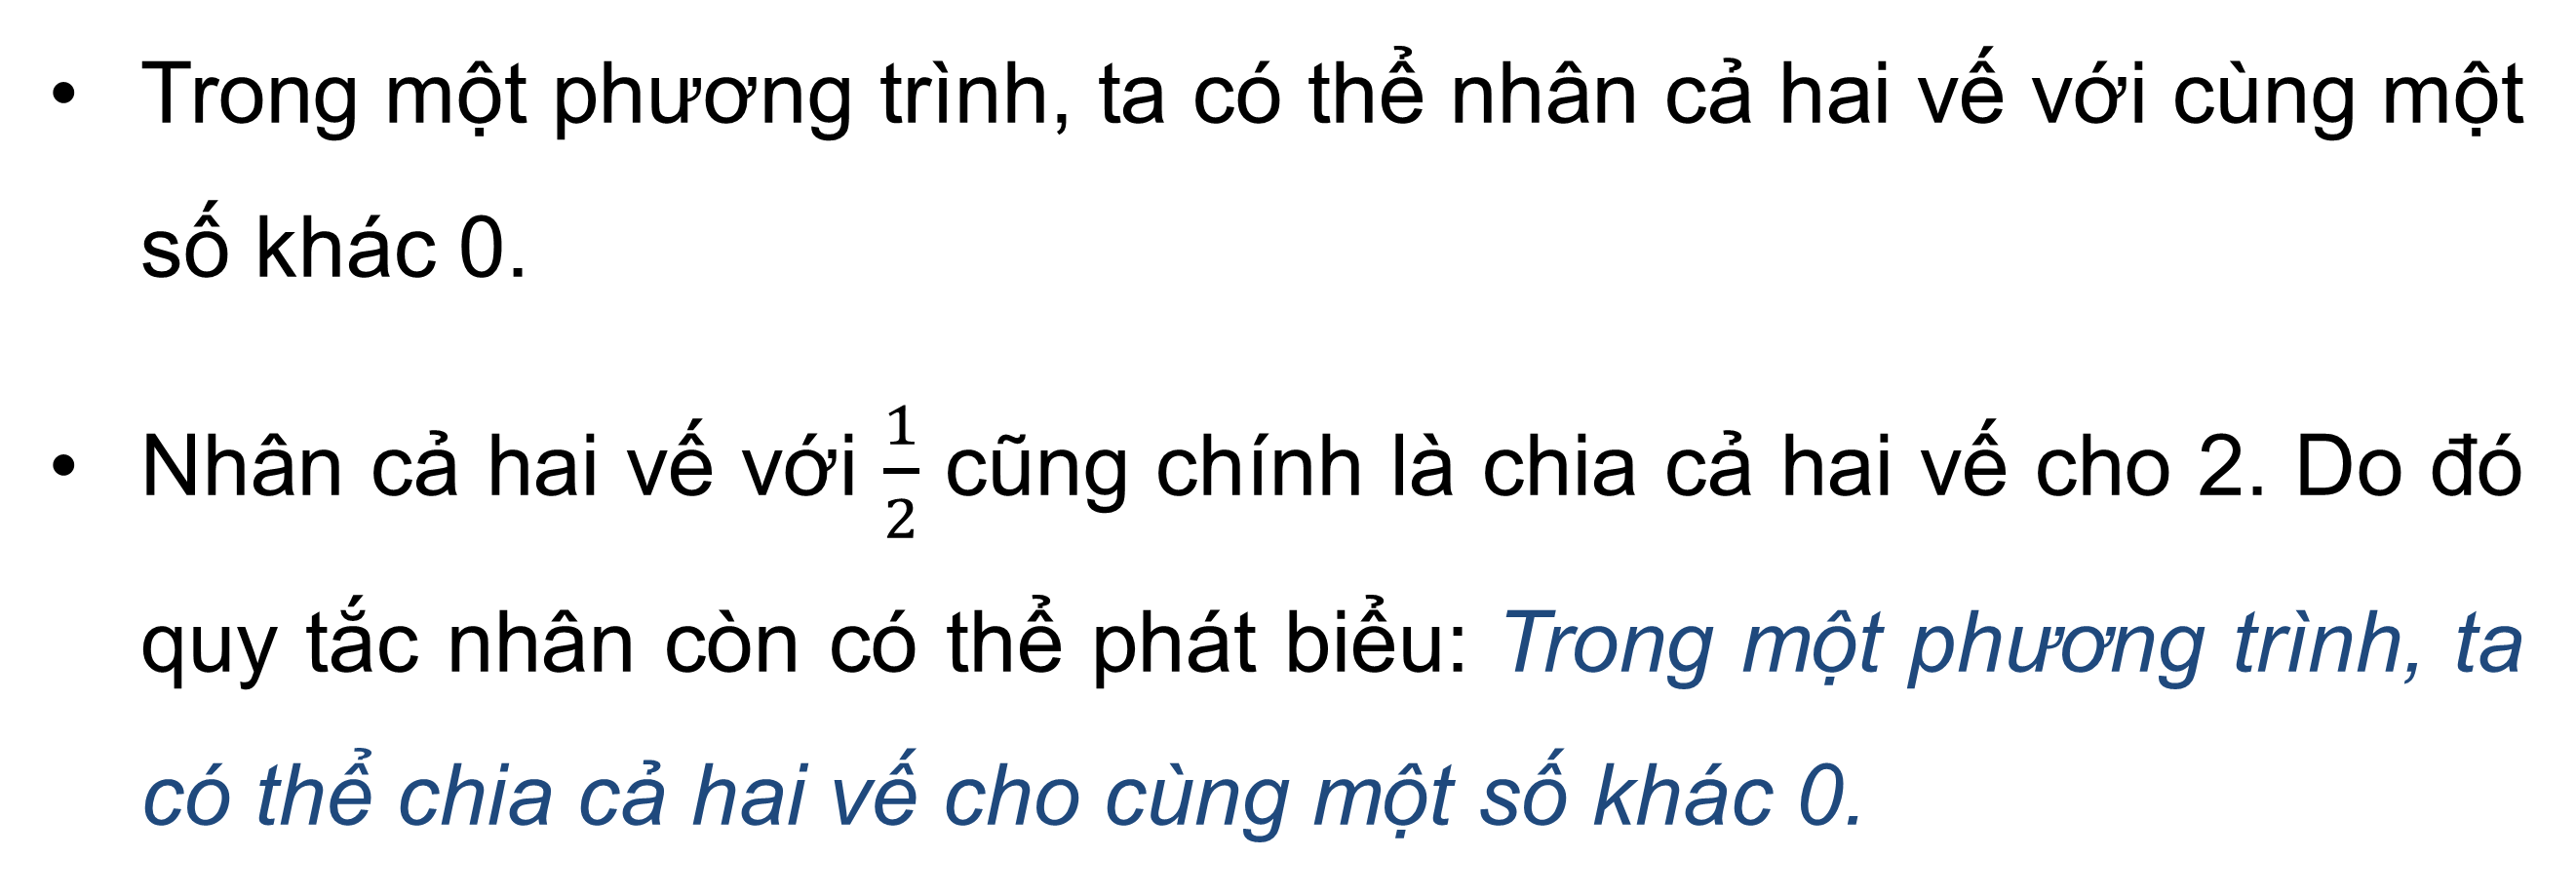 • Trong một phương trình, ta có thể nhân cả hai vế với cùng một
số khác 0.
• Nhân cả hai vế với 1/2 cũng chính là chia cả hai vế cho 2. Do đó
quy tắc nhân còn có thể phát biểu: Trong một phương trình, ta
có thể chia cả hai vế cho cùng một số khác 0.